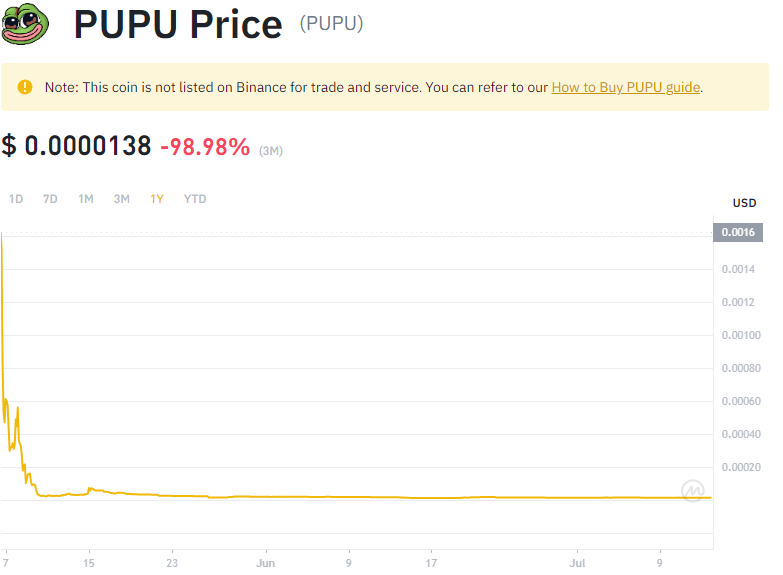 PUPU Price (PUPU)
Note: This coin is not listed on Binance for trade and service. You can refer to our How to Buy PUPU guide.
$ 0.0000138 -98.98% (3M)
1D 7D 1M 3M 1Y YTD
USD
0.0016
0.0014
0.0012
0.00100
0.00080
0.00060
0.00040
0.00020
7 15 23 Jun 9 17 Jul 9